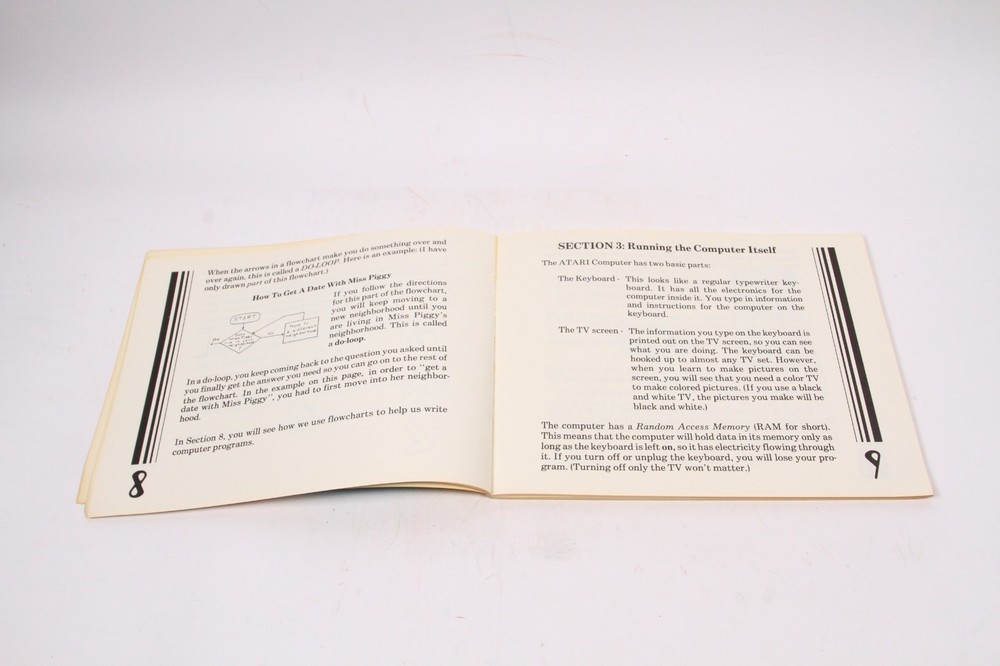 When the arrows in a flowchart make you do something over and
over again, this is called a DO-LOOP. Here is an example: (I have
only drawn part of this flowchart.)
How To Get A Date With Miss Piggy
START
If you follow the directions
for this part of the flowchart,
you will keep moving to a
new neighborhood until you
are living in Miss Piggy's
neighborhood. This is called
a do-loop.
In a do-loop, you keep coming back to the question you asked until
you finally get the answer you need so you can go on to the rest of
the flowchart. In the example on this page, in order to "get a
date with Miss Piggy", you had to first move into her neighbor-
hood.
In Section 8, you will see how we use flowcharts to help us write
computer programs.
8
SECTION 3: Running the Computer Itself
The ATARI Computer has two basic parts:
The Keyboard - This looks like a regular typewriter key-
board. It has all the electronics for the
computer inside it. You type in information
and instructions for the computer on the
keyboard.
The TV screen - The information you type on the keyboard is
printed out on the TV screen, so you can see
what you are doing. The keyboard can be
hooked up to almost any TV set. However,
when you learn to make pictures on the
screen, you will see that you need a color TV
to make colored pictures. (If you use a black
and white TV, the pictures you make will be
black and white.)
The computer has a Random Access Memory (RAM for short).
This means that the computer will hold data in its memory only as
long as the keyboard is left on, so it has electricity flowing through
it. If you turn off or unplug the keyboard, you will lose your pro-
gram. (Turning off only the TV won't matter.)
9